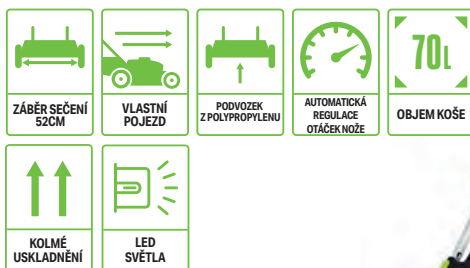 ZÁBĚR SEČENÍ
52CM
VLASTNÍ
POJEZD
PODVOZEK
Z POLYPROPYLENU
AUTOMATICKÁ
REGULACE
OTÁČEK NOŽE
70L
OBJEM KOŠE
KOLMÉ
USKLADNĚNÍ
LED
SVĚTLA